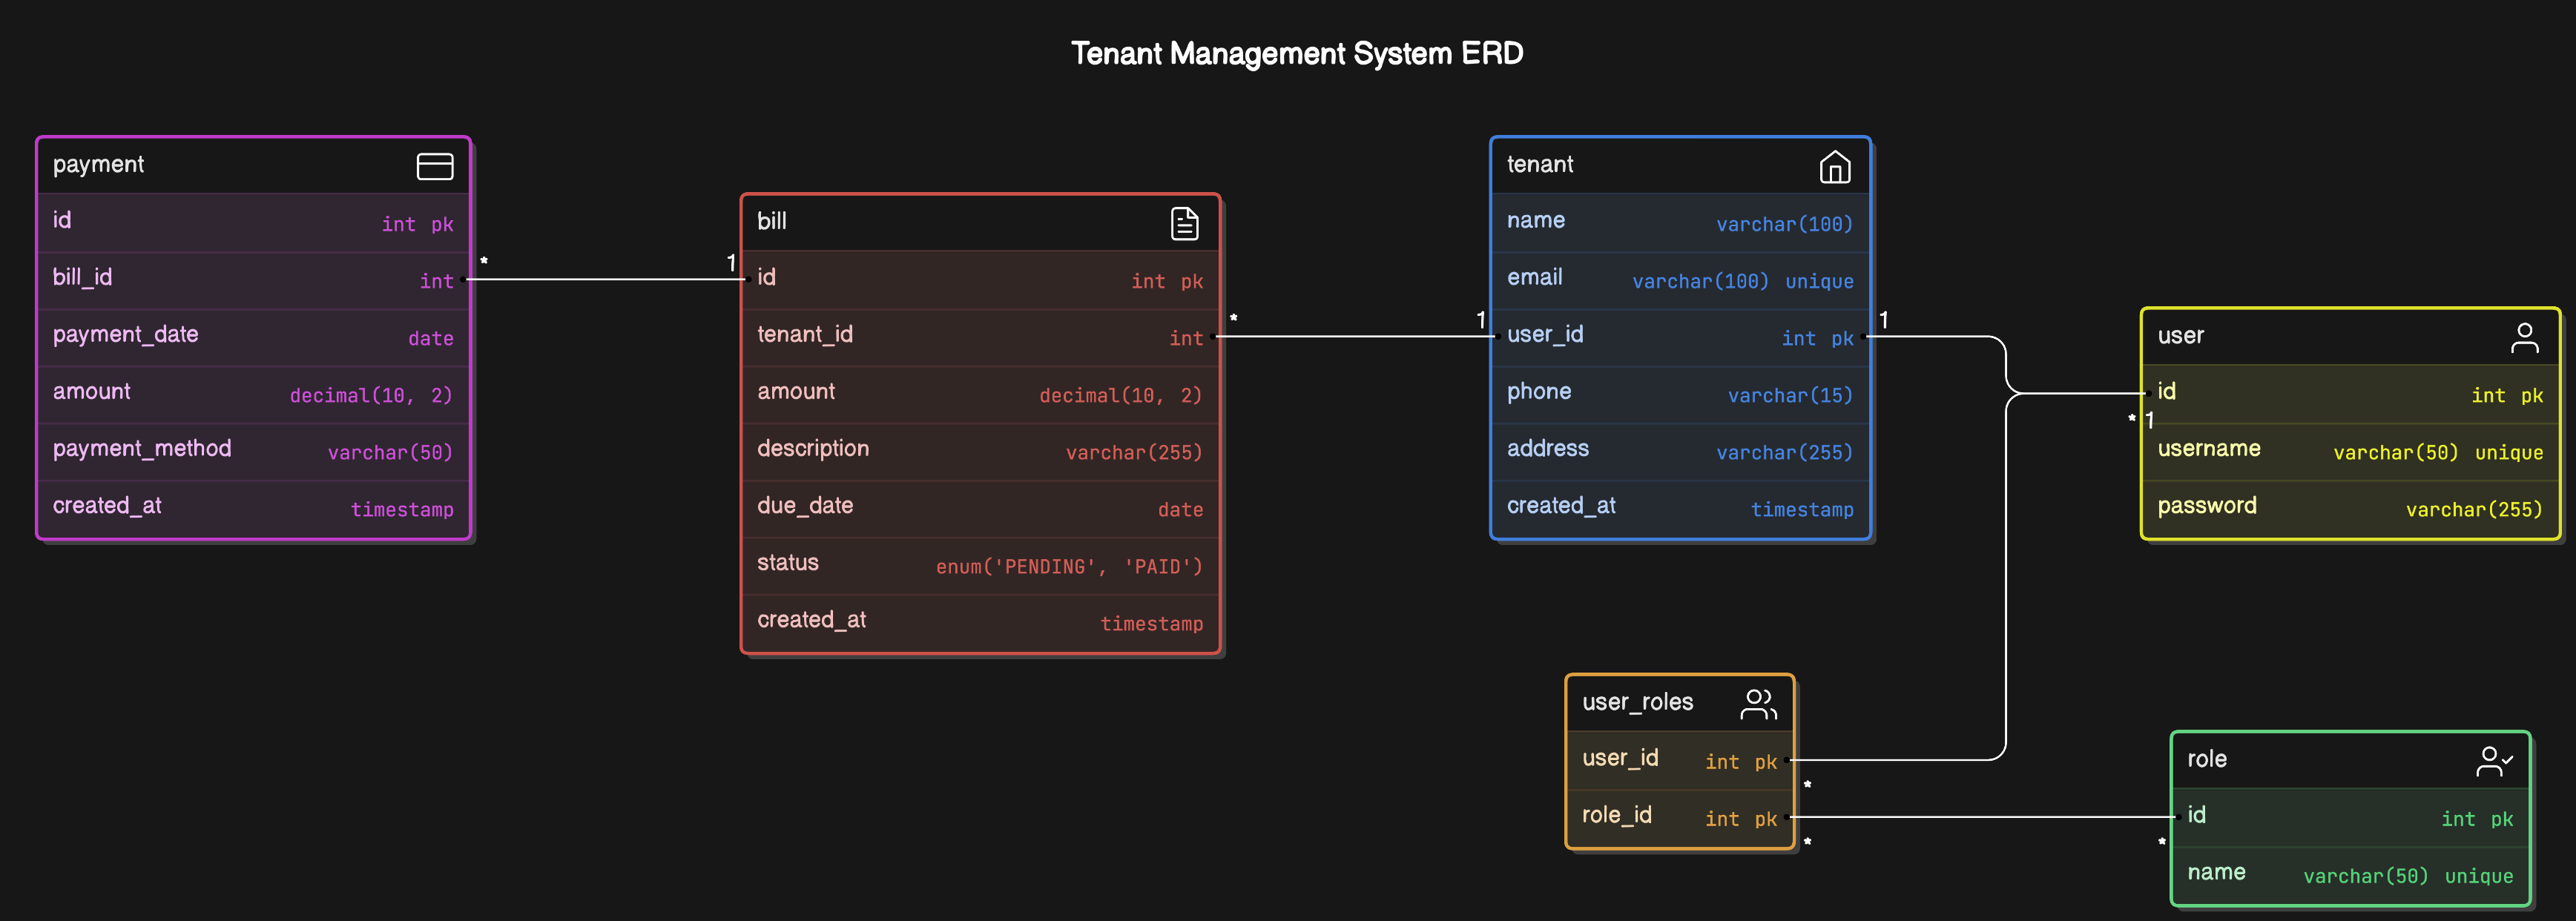 Tenant Management System ERD
payment
id int pk
bill_id int
payment_date date
amount decimal(10, 2)
payment_method varchar(50)
created_at timestamp
* 1
bill
id int pk
tenant_id int
amount decimal(10, 2)
description varchar(255)
due_date date
status enum('PENDING', 'PAID')
created_at timestamp
* 1
tenant
name varchar(100)
email varchar(100) unique
user_id int pk
phone varchar(15)
address varchar(255)
created_at timestamp
1
* 1
user
id int pk
username varchar(50) unique
password varchar(255)
user_roles
user_id int pk
*
role_id int pk
* *
role
id int pk
name varchar(50) unique